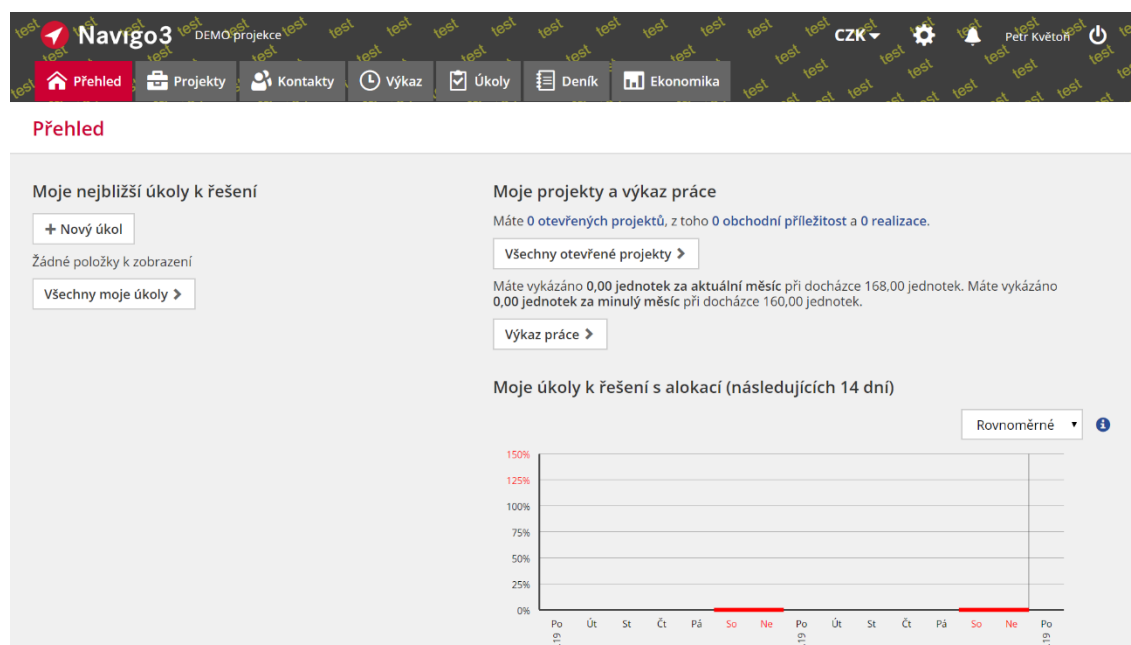 Navigo3 DEMO projekce CZK Petr Květoň
Přehled Projekty Kontakty Výkaz Úkoly Deník Ekonomika
Přehled
Moje nejbližší úkoly k řešení
+ Nový úkol
Žádné položky k zobrazení
Všechny moje úkoly
Moje projekty a výkaz práce
Máte 0 otevřených projektů, z toho 0 obchodní příležitost a 0 realizace.
Všechny otevřené projekty
Máte vykázáno 0,00 jednotek za aktuální měsíc při docházce 168,00 jednotek. Máte vykázáno
0,00 jednotek za minulý měsíc při docházce 160,00 jednotek.
Výkaz práce
Moje úkoly k řešení s alokací (následujících 14 dní)
Rovnoměrné
150%
125%
100%
75%
50%
25%
0%
Po Út St Čt Pá So Ne Po Út St Čt Pá So Ne Po